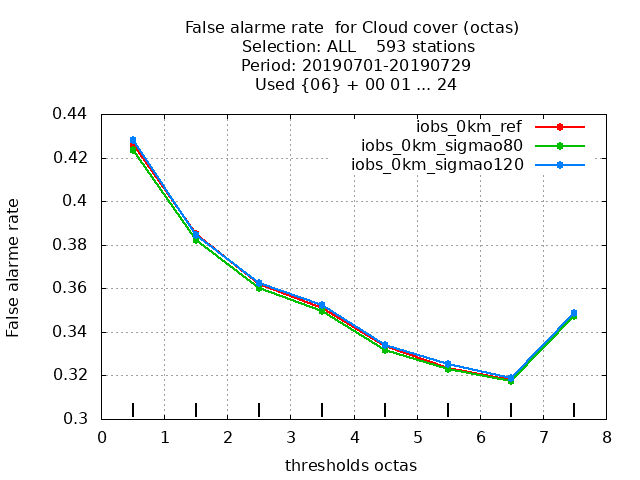 False alarme rate  for Cloud cover (octas)
Selection: ALL    593 stations
Period: 20190701-20190729
Used {06} + 00 01 ... 24
iobs_0km_ref
iobs_0km_sigmao80
iobs_0km_sigmao120
False alarme rate
0.44
0.42
0.4
0.38
0.36
0.34
0.32
0.3
0 1 2 3 4 5 6 7 8
thresholds octas